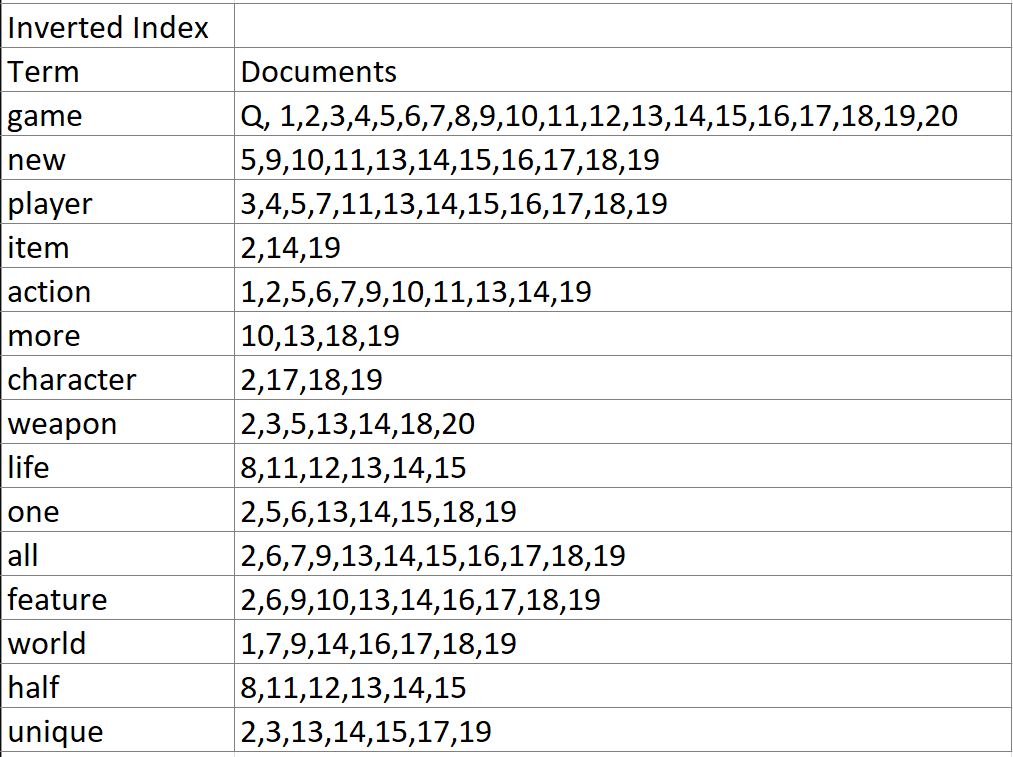 Inverted Index
Term Documents
game Q, 1,2,3,4,5,6,7,8,9,10,11,12,13,14,15,16,17,18,19,20
new 5,9,10,11,13,14,15,16,17,18,19
player 3,4,5,7,11,13,14,15,16,17,18,19
item 2,14,19
action 1,2,5,6,7,9,10,11,13,14,19
more 10,13,18,19
character 2,17,18,19
weapon 2,3,5,13,14,18,20
life 8,11,12,13,14,15
one 2,5,6,13,14,15,18,19
all 2,6,7,9,13,14,15,16,17,18,19
feature 2,6,9,10,13,14,16,17,18,19
world 1,7,9,14,16,17,18,19
half 8,11,12,13,14,15
unique 2,3,13,14,15,17,19